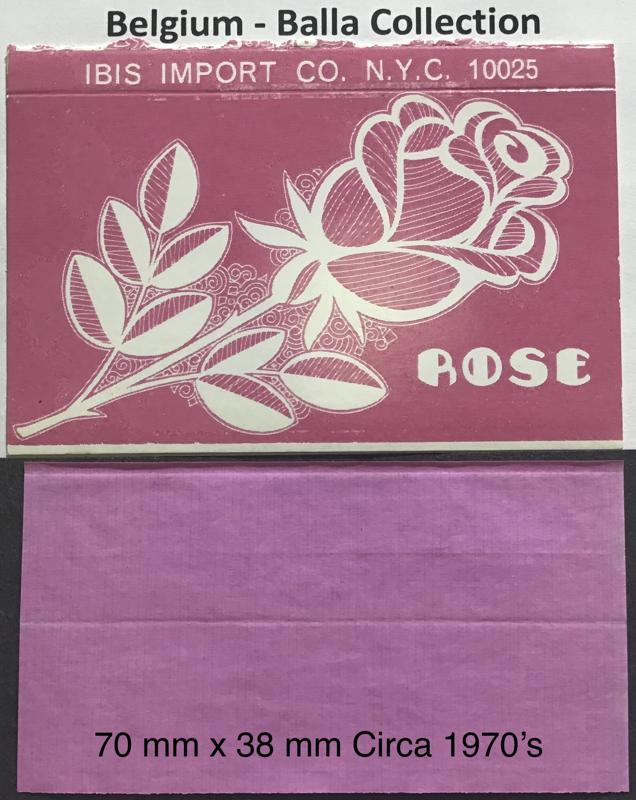 Belgium - Balla Collection
IBIS IMPORT CO. N.Y.C. 10025
ROSE
70 mm x 38 mm Circa 1970's